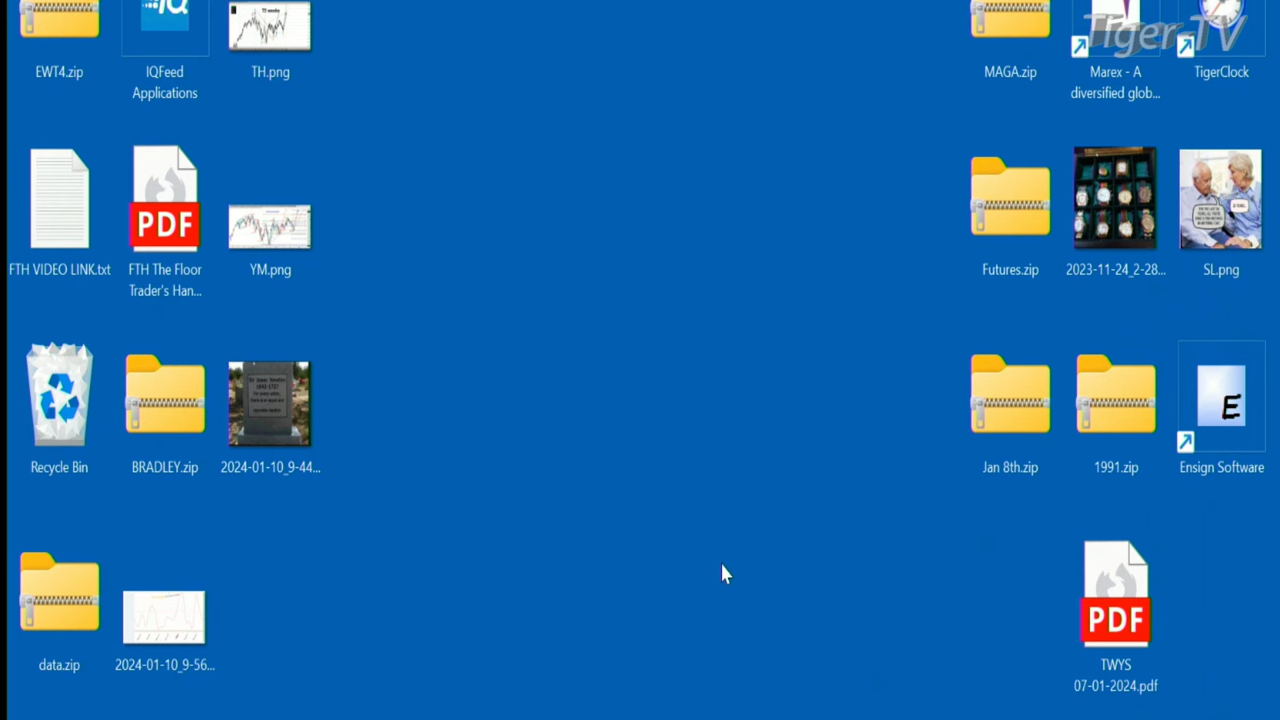 iQ
Tiger-TV
EWT4.zip
IQFeed
Applications
TH.png
MAGA.zip
Marex - A
diversified glob...
TigerClock
PDF
FTH VIDEO LINK.txt
FTH The Floor
Trader's Han...
YM.png
Futures.zip
2023-11-24_2-28...
SL.png
E
Recycle Bin
BRADLEY.zip
2024-01-10_9-44...
Jan 8th.zip
1991.zip
Ensign Software
PDF
data.zip
2024-01-10_9-56...
TWYS
07-01-2024.pdf